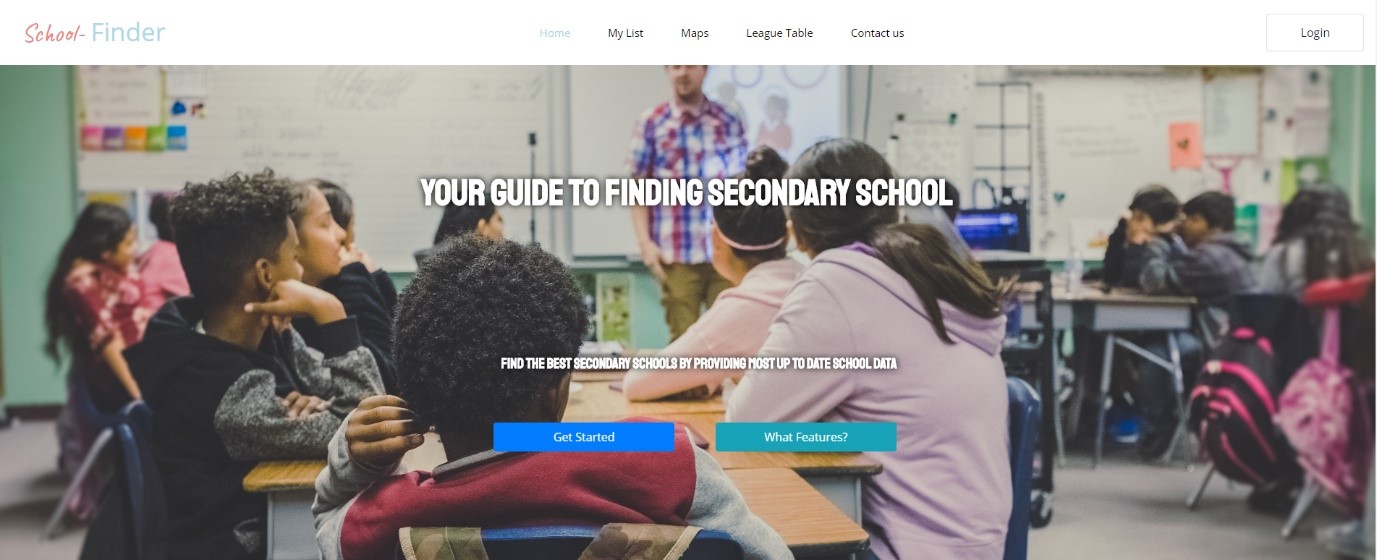 School- Finder
Home
My List
Maps
League Table
Contact us
Login
YOUR GUIDE TO FINDING SECONDARY SCHOOL
FIND THE BEST SECONDARY SCHOOLS BY PROVIDING MOST UP TO DATE SCHOOL DATA
Get Started
What Features?